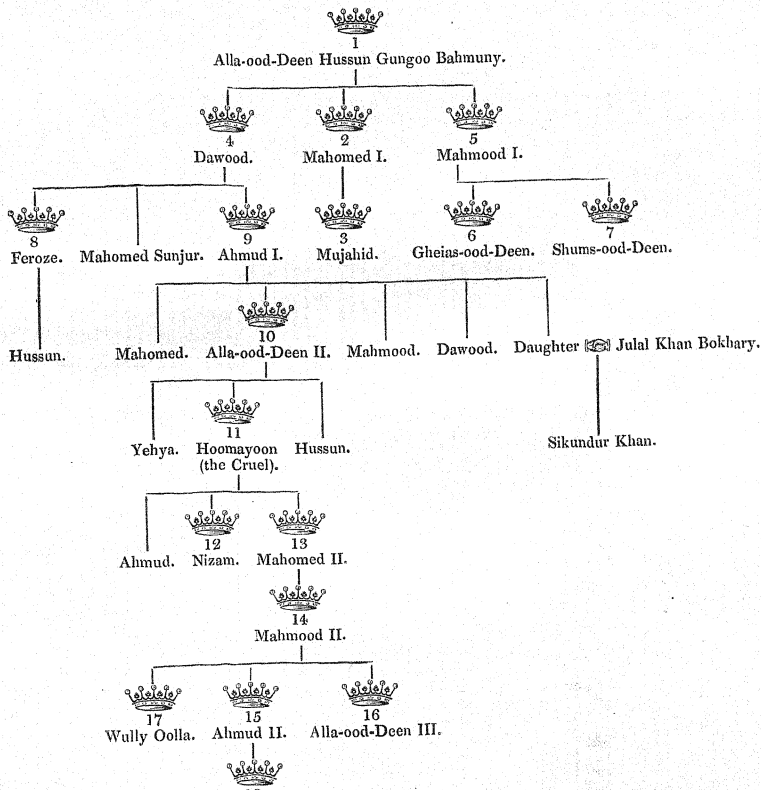 1
Alla-ood-Deen Hussun Gungoo Bahmuny.
4 2 5
Dawood. Mahomed I. Mahmood I.
8 9 3 6 7
Feroze. Mahomed Sunjur. Ahmud I. Mujahid. Gheias-ood-Deen. Shums-ood-Deen.
10
Hussun. Mahomed. Alla-ood-Deen II. Mahmood. Dawood. Daughter Julal Khan Bokhary.
11
Yehya. Hoomayoon Hussun. Sikundur Khan.
(the Cruel).
12 13
Ahmud. Nizam. Mahomed II.
14
Mahmood II.
17 15 16
Wully Oolla. Ahmud II. Alla-ood-Deen III.